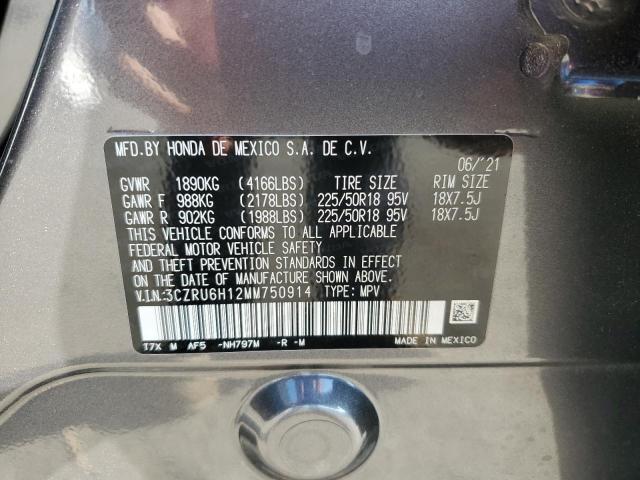 MFD.BY HONDA DE MEXICO S.A. DE C.V.
06/'21
GVWR 1890KG (4166LBS) TIRE SIZE RIM SIZE
GAWR F 988KG (2178LBS) 225/50R18 95V 18X7.5J
GAWR R 902KG (1988LBS) 225/50R18 95V 18X7.5J
THIS VEHICLE CONFORMS TO ALL APPLICABLE
FEDERAL MOTOR VEHICLE SAFETY
AND THEFT PREVENTION STANDARDS IN EFFECT
ON THE DATE OF MANUFACTURE SHOWN ABOVE.
V.I.N.:3CZRU6H12MM750914 TYPE: MPV
T7X M AF5 -NH797M -R -M MADE IN MEXICO